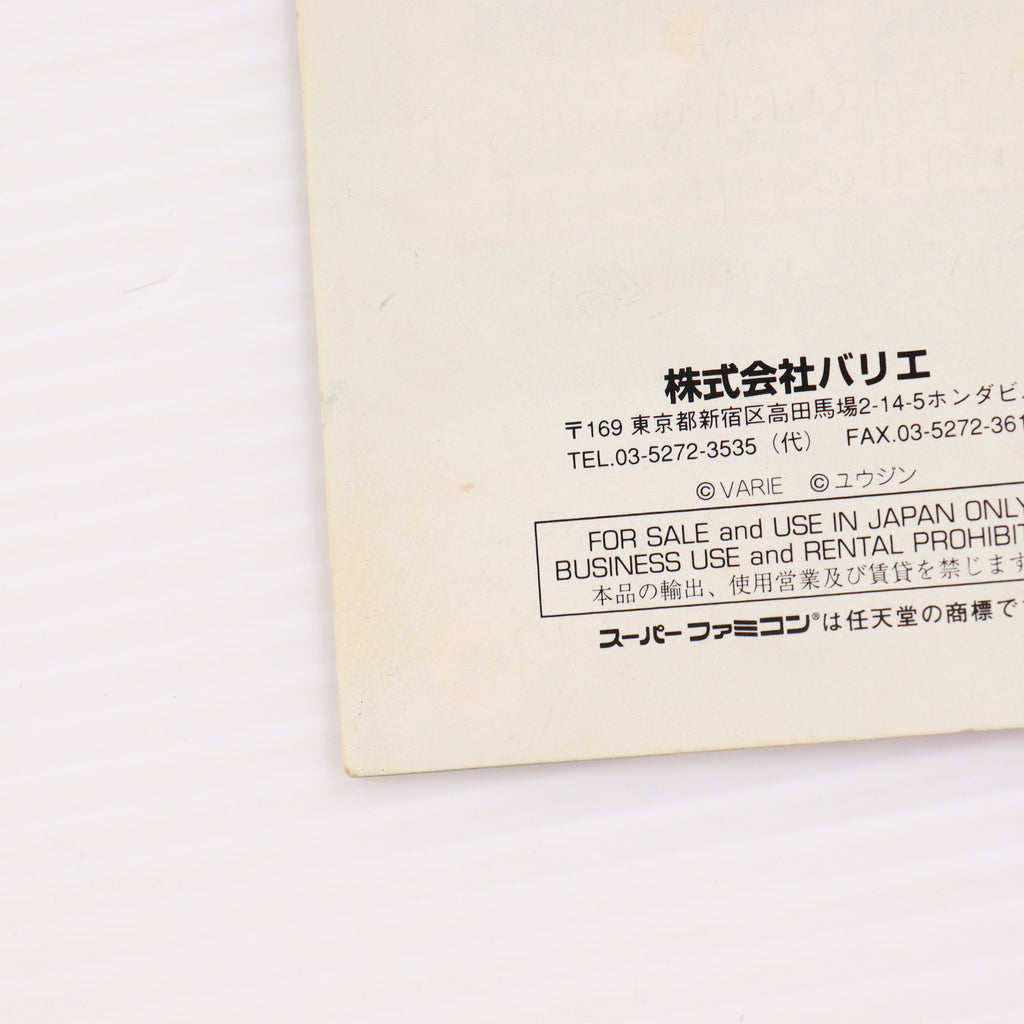 株式会社バリエ
〒169 東京都新宿区高田馬場2-14-5ホンダビ
TEL.03-5272-3535（代） FAX.03-5272-361
©VARIE ©ユウジン
FOR SALE and USE IN JAPAN ONLY
BUSINESS USE and RENTAL PROHIBIT
本品の輸出、使用営業及び賃貸を禁じます
スーパーファミコン®は任天堂の商標で